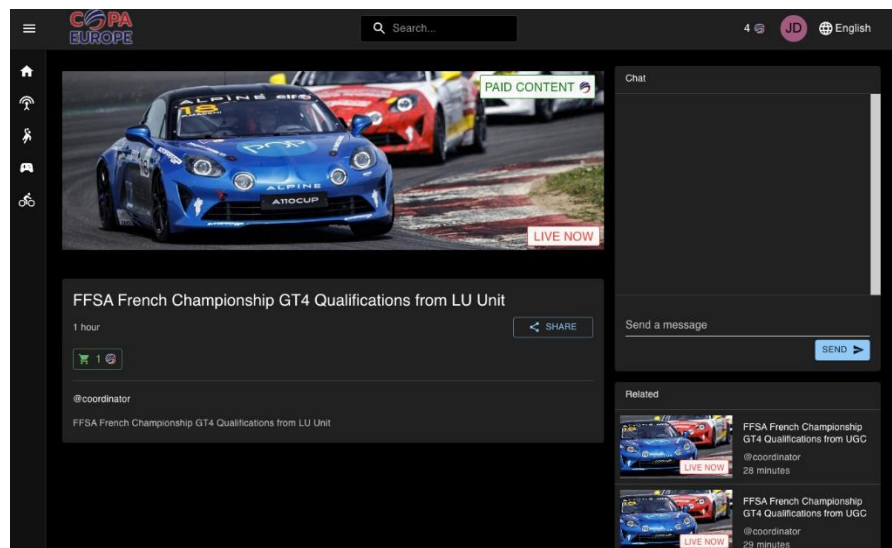 COPA
EUROPE
Search...
4
JD
English
PAID CONTENT
ALPINE
18
POP
ALPINE
A110CUP
LIVE NOW
FFSA French Championship GT4 Qualifications from LU Unit
1 hour
SHARE
1
@coordinator
FFSA French Championship GT4 Qualifications from LU Unit
Chat
Send a message
SEND
Related
FFSA French Championship
GT4 Qualifications from UGC
@coordinator
28 minutes
LIVE NOW
FFSA French Championship
GT4 Qualifications from UGC
@coordinator
29 minutes
LIVE NOW